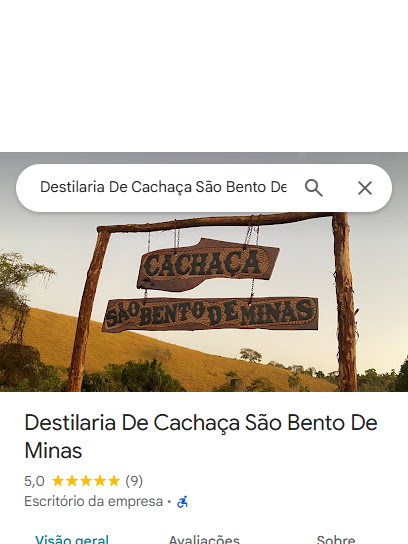 Destilaria De Cachaça São Bento De
CACHAÇA
SÃO BENTO DE MINAS
Destilaria De Cachaça São Bento De
Minas
5,0 (9)
Escritório da empresa ·
Visão geral Avaliações Sobre